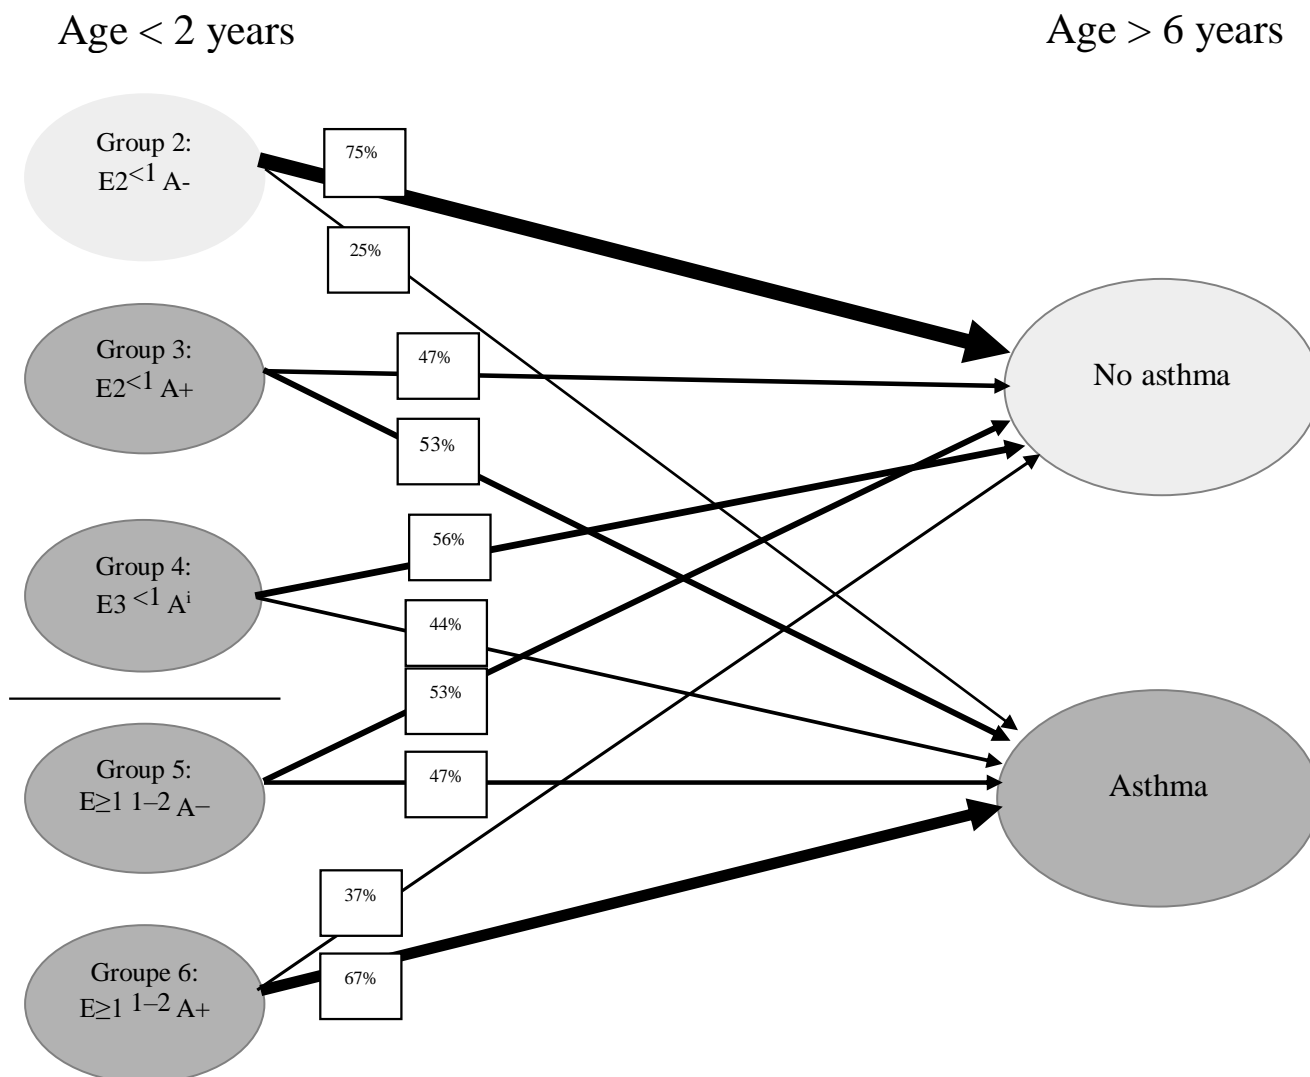 Age < 2 years
Age > 6 years
Group 2:
E2<1 A-
75%
25%
Group 3:
E2<1 A+
47%
53%
No asthma
Group 4:
E3 <1 Ai
56%
44%
53%
Group 5:
E≥1 1–2 A–
47%
Asthma
37%
Groupe 6:
E≥1 1–2 A+
67%